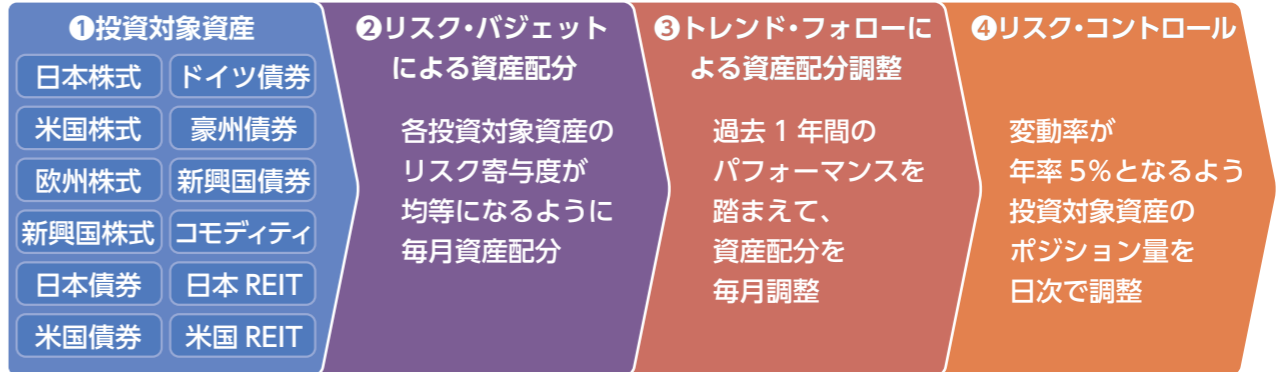 ❶投資対象資産
日本株式 ドイツ債券
米国株式 豪州債券
欧州株式 新興国債券
新興国株式 コモディティ
日本債券 日本 REIT
米国債券 米国 REIT
❷リスク・バジェット
による資産配分
各投資対象資産の
リスク寄与度が
均等になるように
毎月資産配分
❸トレンド・フォローに
よる資産配分調整
過去 1 年間の
パフォーマンスを
踏まえて、
資産配分を
毎月調整
❹リスク・コントロール
変動率が
年率 5%となるよう
投資対象資産の
ポジション量を
日次で調整